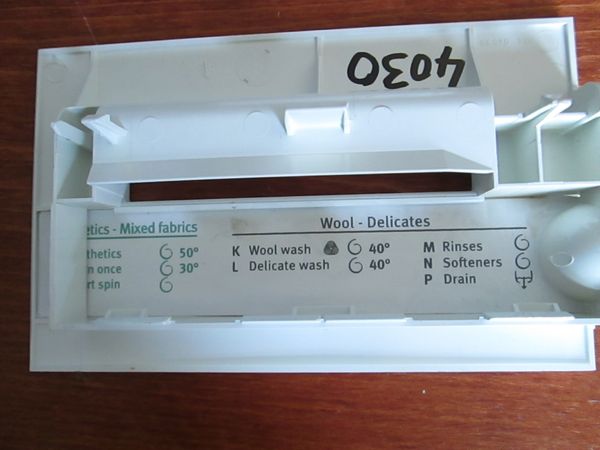 4030
etics - Mixed fabrics
thetics 50°
n once 30°
rt spin
Wool - Delicates
K Wool wash 40°
L Delicate wash 40°
M Rinses
N Softeners
P Drain